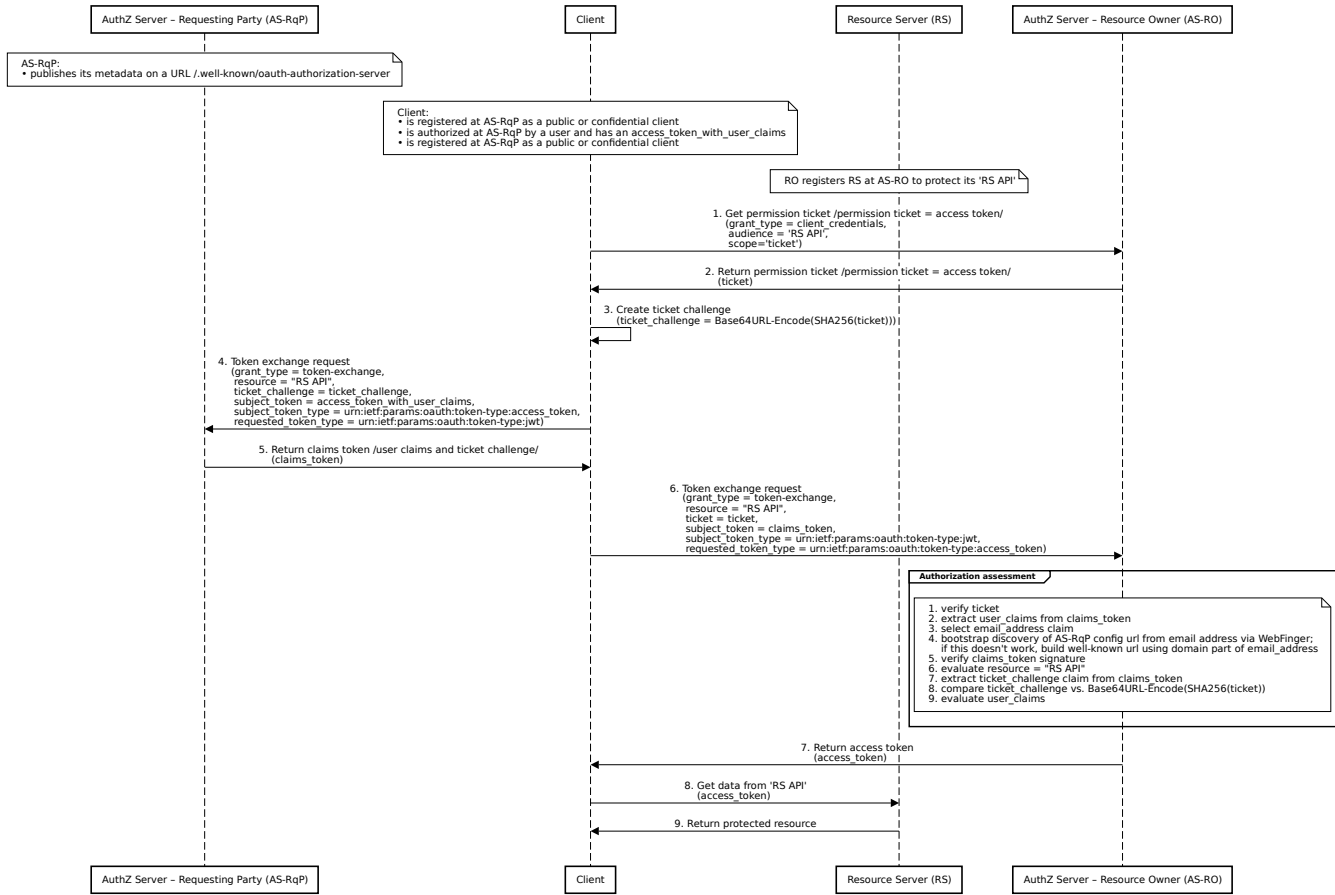 AuthZ Server – Requesting Party (AS-RqP)
Client
Resource Server (RS)
AuthZ Server – Resource Owner (AS-RO)
AS-RqP:
• publishes its metadata on a URL /.well-known/oauth-authorization-server
Client:
• is registered at AS-RqP as a public or confidential client
• is authorized at AS-RqP by a user and has an access_token_with_user_claims
• is registered at AS-RqP as a public or confidential client
RO registers RS at AS-RO to protect its 'RS API'
1. Get permission ticket /permission ticket = access token/
(grant_type = client_credentials,
audience = 'RS API',
scope='ticket')
2. Return permission ticket /permission ticket = access token/
(ticket)
3. Create ticket challenge
(ticket_challenge = Base64URL-Encode(SHA256(ticket)))
4. Token exchange request
(grant_type = token-exchange,
resource = "RS API",
ticket_challenge = ticket_challenge,
subject_token = access_token_with_user_claims,
subject_token_type = urn:ietf:params:oauth:token-type:access_token,
requested_token_type = urn:ietf:params:oauth:token-type:jwt)
5. Return claims token /user claims and ticket challenge/
(claims_token)
6. Token exchange request
(grant_type = token-exchange,
resource = "RS API",
ticket = ticket,
subject_token = claims_token,
subject_token_type = urn:ietf:params:oauth:token-type:jwt,
requested_token_type = urn:ietf:params:oauth:token-type:access_token)
Authorization assessment
1. verify ticket
2. extract user_claims from claims_token
3. select email_address claim
4. bootstrap discovery of AS-RqP config url from email address via WebFinger;
if this doesn't work, build well-known url using domain part of email_address
5. verify claims_token signature
6. evaluate resource = "RS API"
7. extract ticket_challenge claim from claims_token
8. compare ticket_challenge vs. Base64URL-Encode(SHA256(ticket))
9. evaluate user_claims
7. Return access token
(access_token)
8. Get data from 'RS API'
(access_token)
9. Return protected resource
AuthZ Server – Requesting Party (AS-RqP)
Client
Resource Server (RS)
AuthZ Server – Resource Owner (AS-RO)